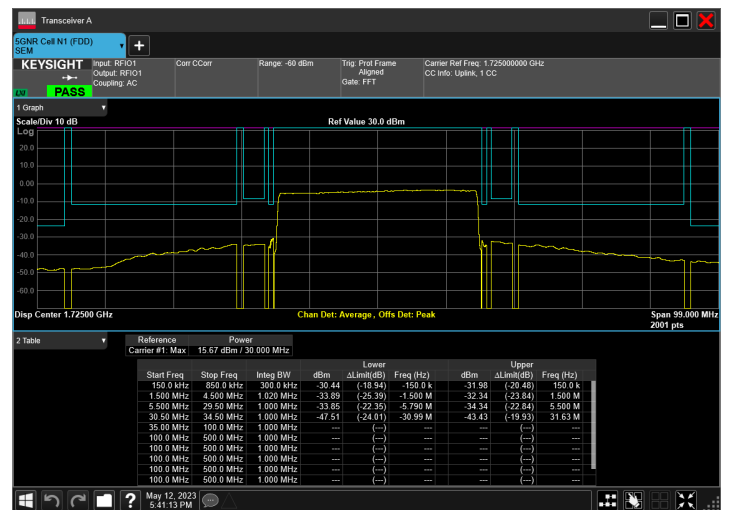 Transceiver A
5GNR Cell N1 (FDD)
SEM
KEYSIGHT
Input: RFIO1
Output: RFIO1
Coupling: AC
Corr CCorr
Range: -60 dBm
Trig: Prot Frame
Aligned
Gate: FFT
Carrier Ref Freq: 1.725000000 GHz
CC Info: Uplink, 1 CC
LXI
PASS
1 Graph
Scale/Div 10 dB
Ref Value 30.0 dBm
Log
20.0
10.0
0.00
-10.0
-20.0
-30.0
-40.0
-50.0
-60.0
Disp Center 1.72500 GHz
Chan Det: Average, Offs Det: Peak
Span 99.000 MHz
2001 pts
2 Table
Reference Power
Carrier #1: Max 15.67 dBm / 30.000 MHz
Lower Upper
Start Freq Stop Freq Integ BW dBm ∆Limit(dB) Freq (Hz) dBm ∆Limit(dB) Freq (Hz)
150.0 kHz 850.0 kHz 300.0 kHz -30.44 (-18.94) -150.0 k -31.98 (-20.48) 150.0 k
1.500 MHz 4.500 MHz 1.020 MHz -33.89 (-25.39) -1.500 M -32.34 (-23.84) 1.500 M
5.500 MHz 29.50 MHz 1.000 MHz -33.85 (-22.35) -5.790 M -34.34 (-22.84) 5.500 M
30.50 MHz 34.50 MHz 1.000 MHz -47.51 (-24.01) -30.99 M -43.43 (-19.93) 31.63 M
35.00 MHz 100.0 MHz 1.000 MHz --- (---) --- --- (---) ---
100.0 MHz 500.0 MHz 1.000 MHz --- (---) --- --- (---) ---
100.0 MHz 500.0 MHz 1.000 MHz --- (---) --- --- (---) ---
100.0 MHz 500.0 MHz 1.000 MHz --- (---) --- --- (---) ---
100.0 MHz 500.0 MHz 1.000 MHz --- (---) --- --- (---) ---
100.0 MHz 500.0 MHz 1.000 MHz --- (---) --- --- (---) ---
May 12, 2023
5:41:13 PM